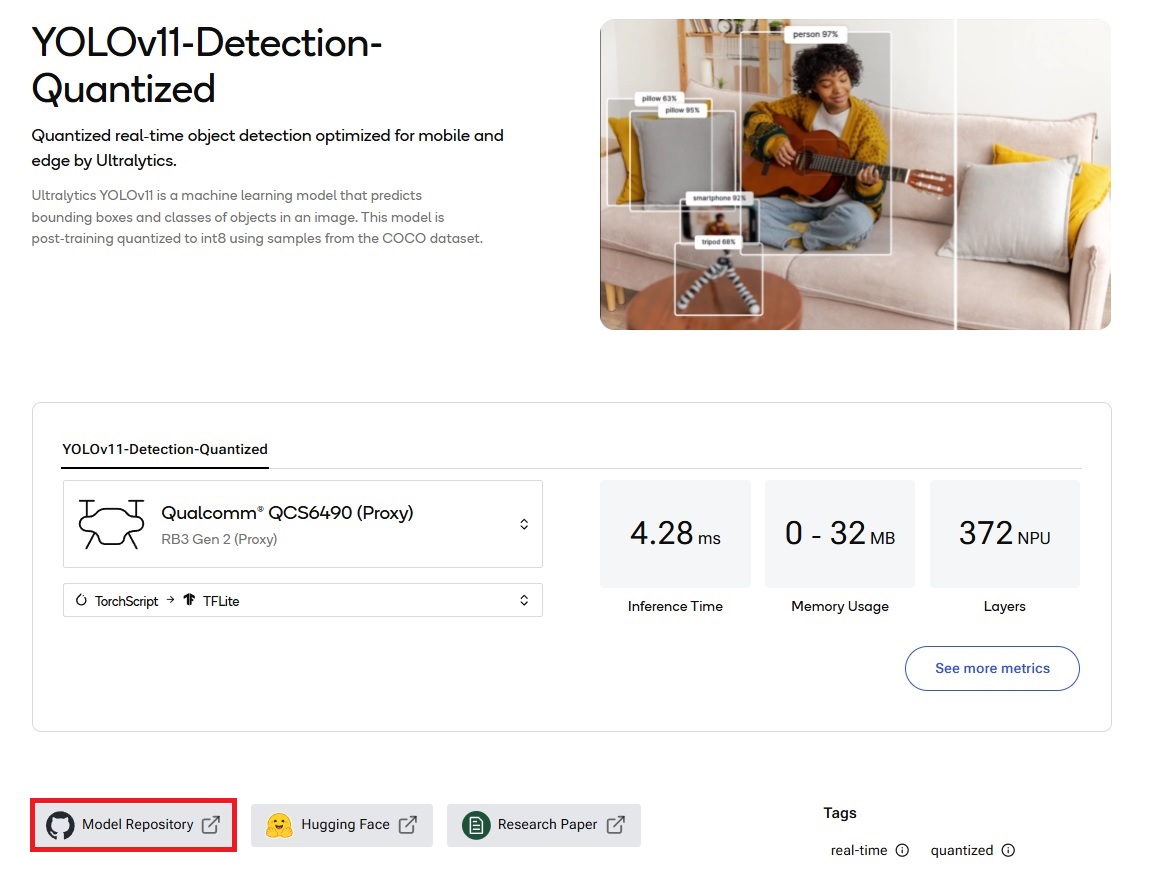 YOLOv11-Detection-
Quantized
Quantized real-time object detection optimized for mobile and
edge by Ultralytics.
Ultralytics YOLOv11 is a machine learning model that predicts
bounding boxes and classes of objects in an image. This model is
post-training quantized to int8 using samples from the COCO dataset.
person 97%
pillow 63%
pillow 95%
smartphone 92%
tripod 68%
YOLOv11-Detection-Quantized
Qualcomm® QCS6490 (Proxy)
RB3 Gen 2 (Proxy)
TorchScript → TFLite
4.28 ms
0 - 32 MB
372 NPU
Inference Time
Memory Usage
Layers
See more metrics
Model Repository
Hugging Face
Research Paper
Tags
real-time
quantized